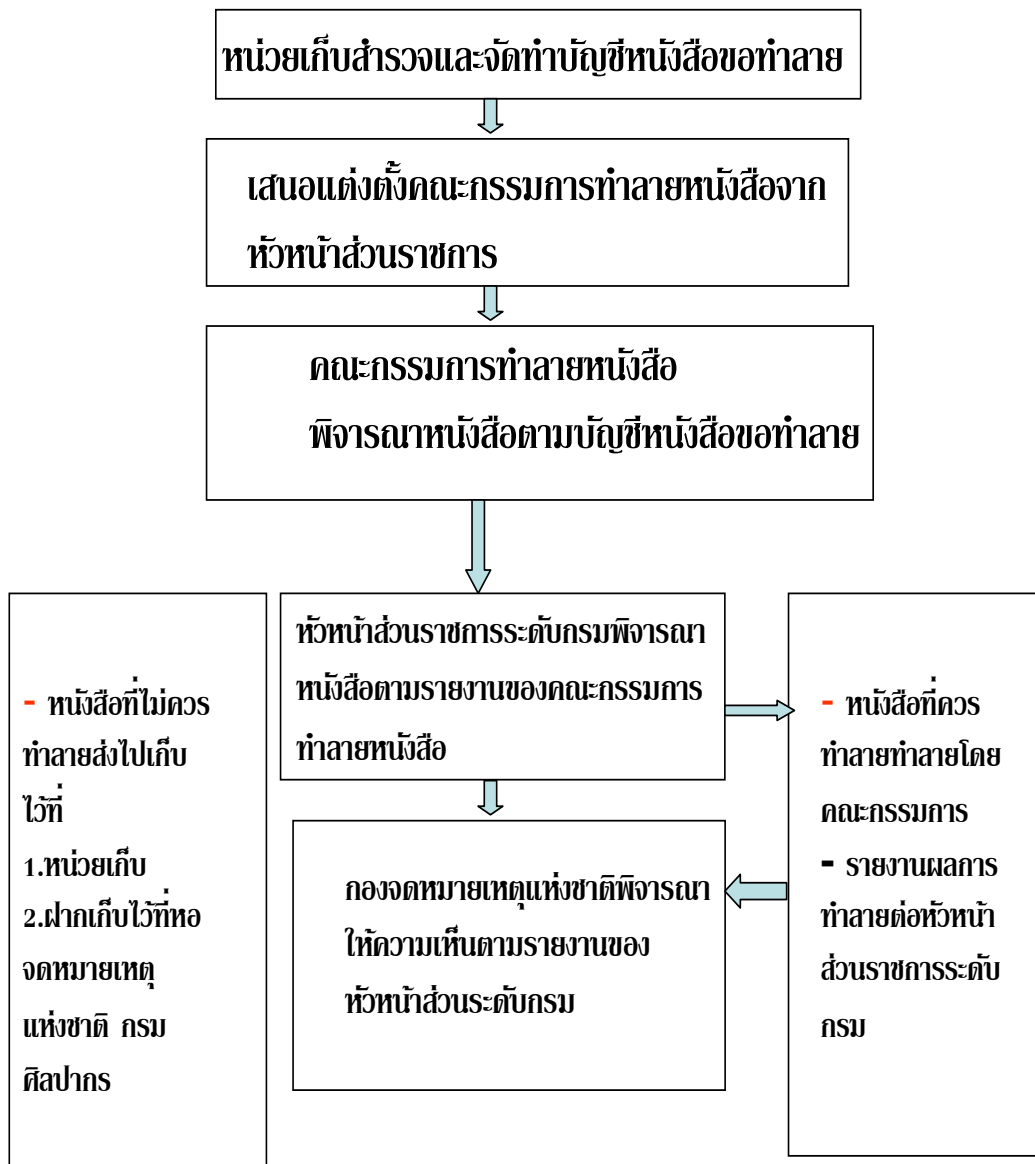 หน่วยเก็บสำรวจและจัดทำบัญชีหนังสือขอทำลาย
เสนอแต่งตั้งคณะกรรมการทำลายหนังสือจาก
หัวหน้าส่วนราชการ
คณะกรรมการทำลายหนังสือ
พิจารณาหนังสือตามบัญชีหนังสือขอทำลาย
หัวหน้าส่วนราชการระดับกรมพิจารณา
หนังสือตามรายงานของคณะกรรมการ
ทำลายหนังสือ
- หนังสือที่ไม่ควร
ทำลายส่งไปเก็บ
ไว้ที่
1.หน่วยเก็บ
2.ฝากเก็บไว้ที่หอ
จดหมายเหตุ
แห่งชาติ กรม
ศิลปากร
กองจดหมายเหตุแห่งชาติพิจารณา
ให้ความเห็นตามรายงานของ
หัวหน้าส่วนระดับกรม
- หนังสือที่ควร
ทำลายทำลายโดย
คณะกรรมการ
- รายงานผลการ
ทำลายต่อหัวหน้า
ส่วนราชการระดับ
กรม